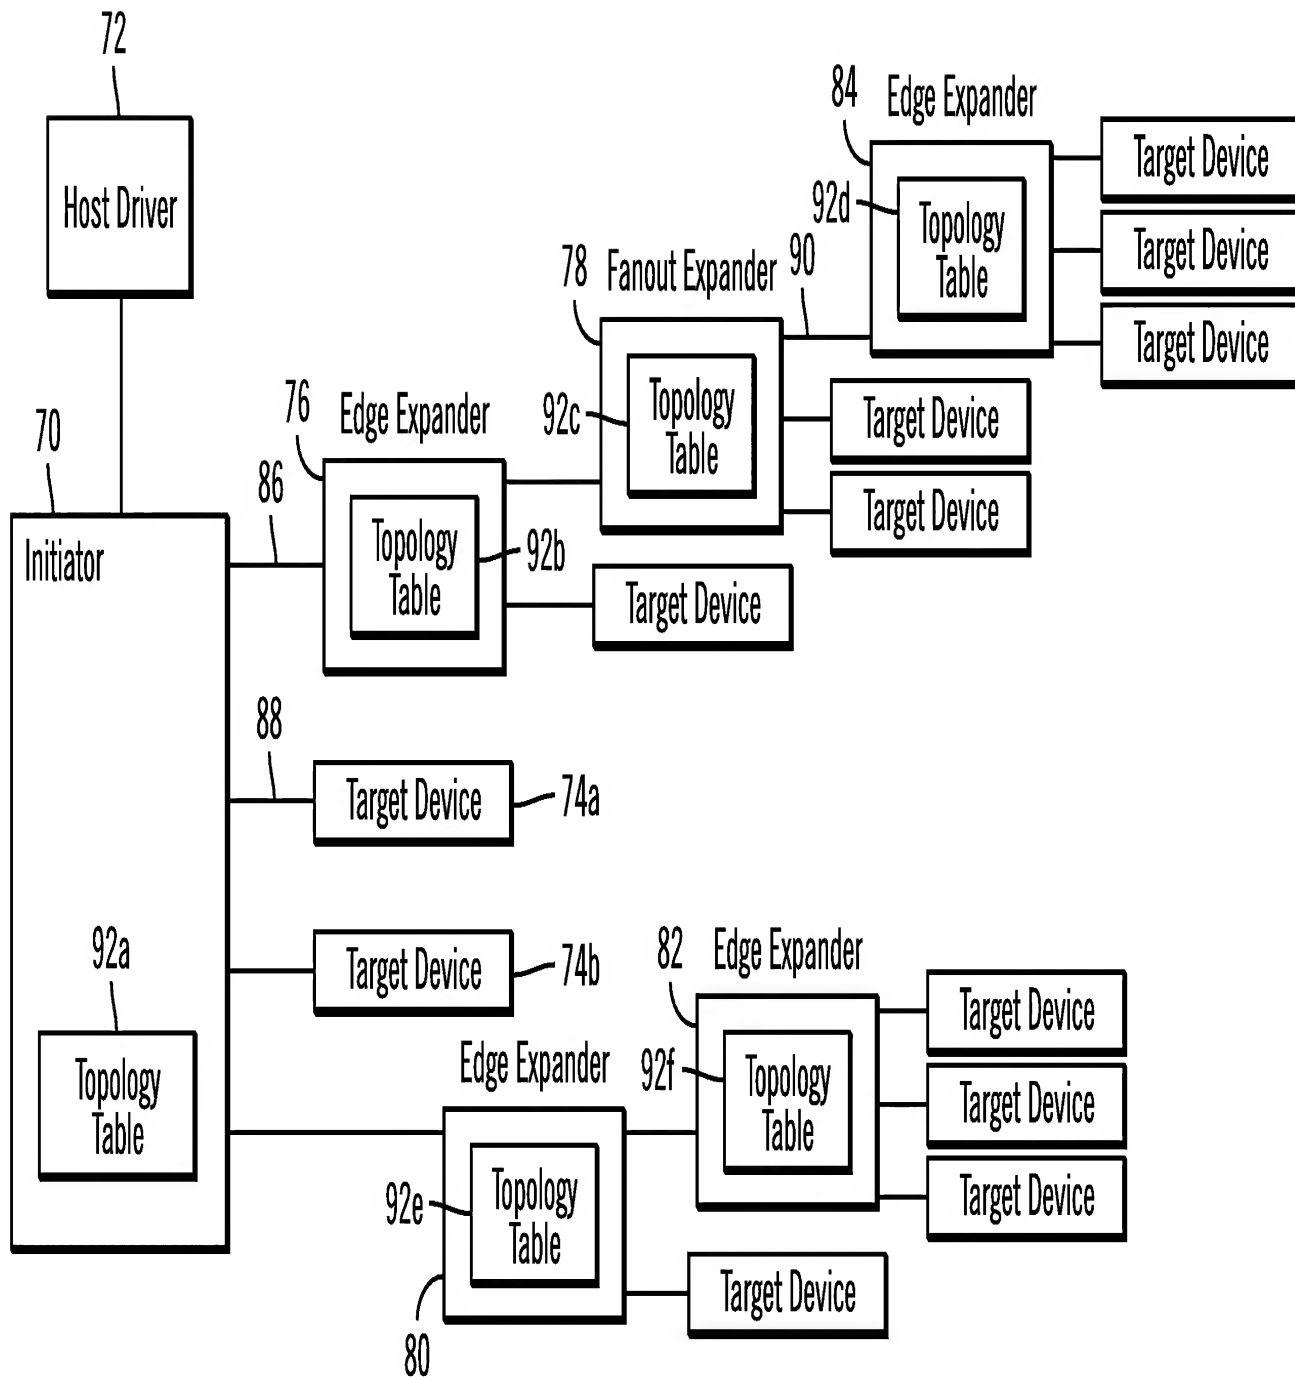 72
Host Driver
70
Initiator
92a
Topology
Table
86
76
Edge Expander
Topology
Table
92b
Target Device
78
Fanout Expander
92c
Topology
Table
90
84
Edge Expander
92d
Topology
Table
Target Device
Target Device
Target Device
Target Device
Target Device
88
Target Device
74a
Target Device
74b
Edge Expander
92e
Topology
Table
80
82
Edge Expander
92f
Topology
Table
Target Device
Target Device
Target Device
Target Device